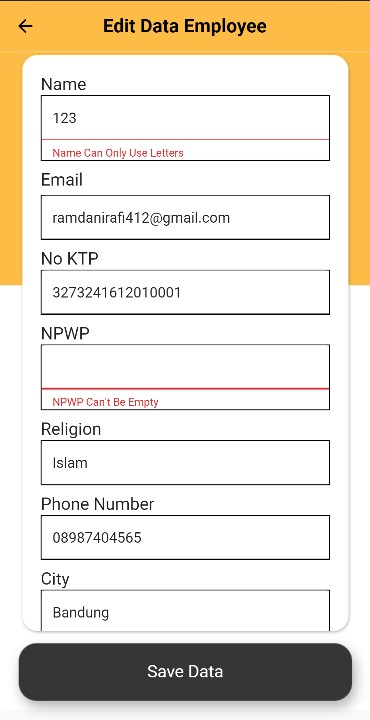 Edit Data Employee
Name
123
Name Can Only Use Letters
Email
ramdanirafi412@gmail.com
No KTP
3273241612010001
NPWP
NPWP Can't Be Empty
Religion
Islam
Phone Number
08987404565
City
Bandung
Save Data